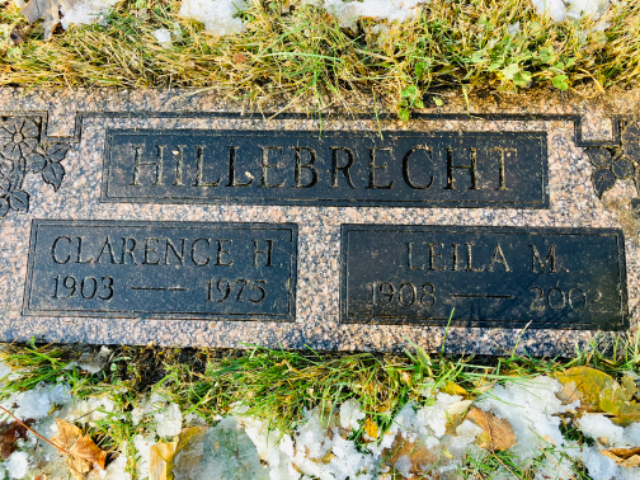 HILLEBRECHT
CLARENCE H.
1903 — 1975
LEILA M.
1908 —